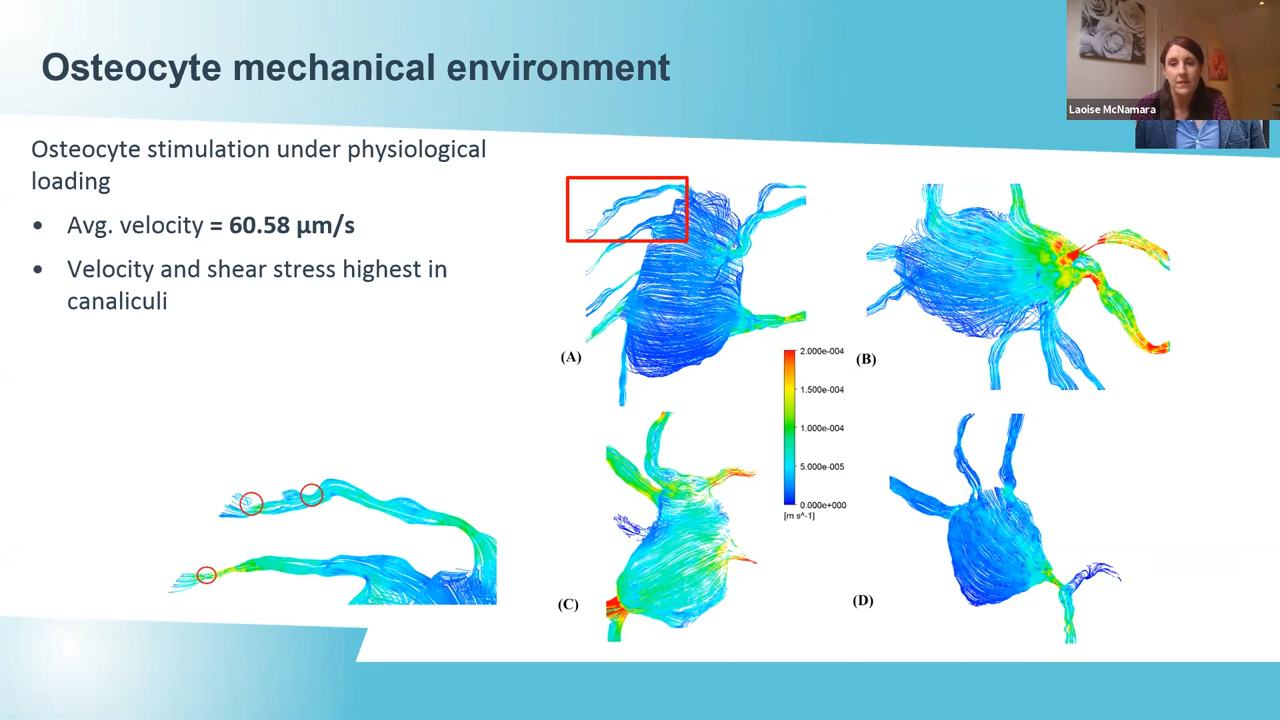 Osteocyte mechanical environment
Laoise McNamara
Osteocyte stimulation under physiological
loading
• Avg. velocity = 60.58 µm/s
• Velocity and shear stress highest in
canaliculi
(A)
(B)
2.000e-004
1.500e-004
1.000e-004
5.000e-005
0.000e+000
[m s^-1]
(C)
(D)